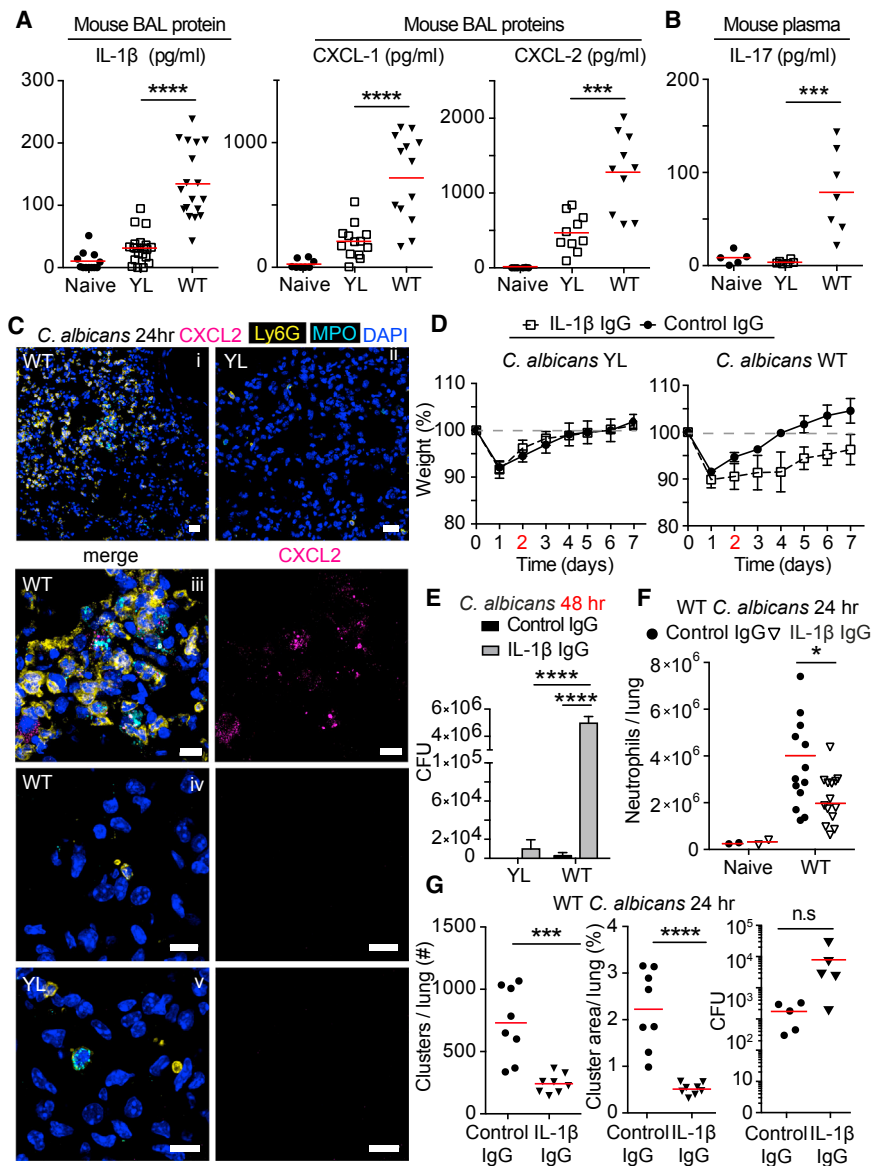 A
Mouse BAL protein
IL-1β (pg/ml)
300
200
100
0
****
Naive YL WT
Mouse BAL proteins
CXCL-1 (pg/ml)
1000
0
****
Naive YL WT
CXCL-2 (pg/ml)
2000
1000
0
***
Naive YL WT
B
Mouse plasma
IL-17 (pg/ml)
200
150
100
50
0
***
Naive YL WT
C
C. albicans 24hr CXCL2 Ly6G MPO DAPI
WT i
YL ii
merge
CXCL2
WT iii
WT iv
YL v
D
IL-1β IgG Control IgG
C. albicans YL
Weight (%)
110
100
90
80
0 1 2 3 4 5 6 7
Time (days)
C. albicans WT
110
100
90
80
0 1 2 3 4 5 6 7
Time (days)
E
C. albicans 48 hr
Control IgG
IL-1β IgG
****
****
CFU
6×10⁶
4×10⁶
2×10⁶
1×10⁵
4×10⁴
2×10⁴
0
YL WT
F
WT C. albicans 24 hr
Control IgG IL-1β IgG
*
Neutrophils / lung
8×10⁶
6×10⁶
4×10⁶
2×10⁶
0
Naive WT
G
WT C. albicans 24 hr
Clusters / lung (#)
1500
1000
500
0
***
Control IL-1β
IgG IgG
Cluster area/ lung (%)
4
3
2
1
0
****
Control IL-1β
IgG IgG
CFU
10⁵
10⁴
10³
10²
10¹
0
n.s
Control IL-1β
IgG IgG